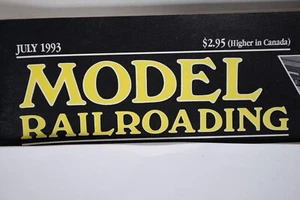 JULY 1993 $2.95 (Higher in Canada)
MODEL
RAILROADING